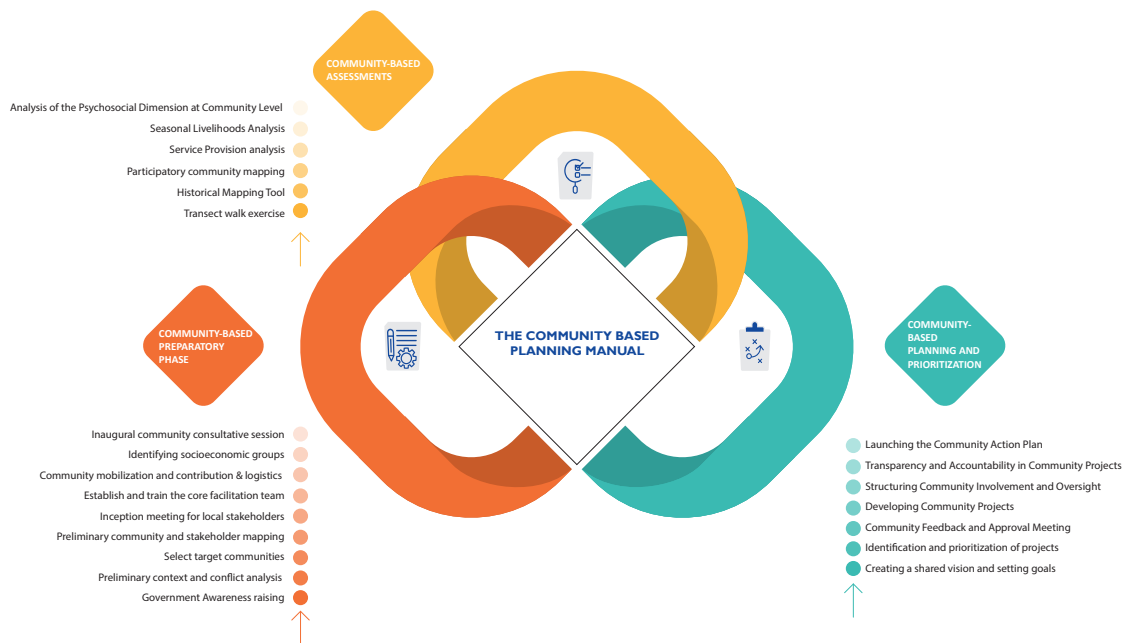 COMMUNITY-BASED
ASSESSMENTS
Analysis of the Psychosocial Dimension at Community Level
Seasonal Livelihoods Analysis
Service Provision analysis
Participatory community mapping
Historical Mapping Tool
Transect walk exercise
COMMUNITY-BASED
PREPARATORY
PHASE
THE COMMUNITY BASED
PLANNING MANUAL
COMMUNITY-
BASED
PLANNING AND
PRIORITIZATION
Inaugural community consultative session
Identifying socioeconomic groups
Community mobilization and contribution & logistics
Establish and train the core facilitation team
Inception meeting for local stakeholders
Preliminary community and stakeholder mapping
Select target communities
Preliminary context and conflict analysis
Government Awareness raising
Launching the Community Action Plan
Transparency and Accountability in Community Projects
Structuring Community Involvement and Oversight
Developing Community Projects
Community Feedback and Approval Meeting
Identification and prioritization of projects
Creating a shared vision and setting goals